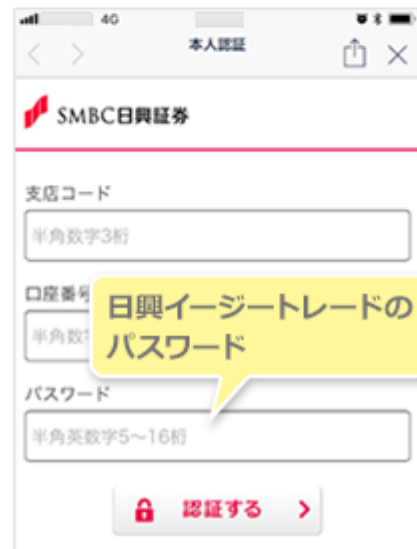 4G
本人認証
SMBC日興証券
支店コード
半角数字3桁
口座番号
半角数
日興イージートレードの
パスワード
パスワード
半角英数字5~16桁
認証する